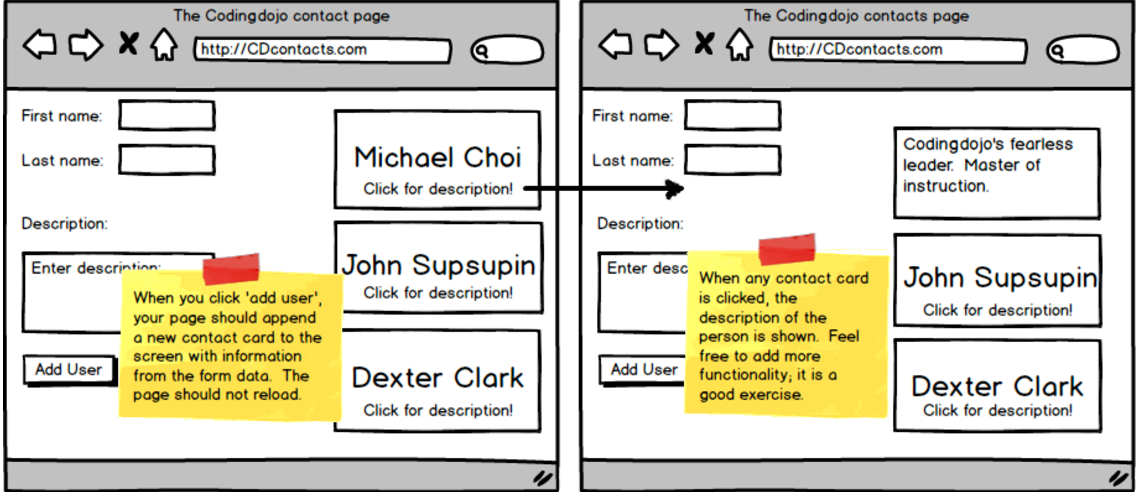 The Codingdojo contact page
http://CDcontacts.com
First name:
Last name:
Description:
Enter description:
Add User
When you click 'add user',
your page should append
a new contact card to the
screen with information
from the form data. The
page should not reload.
Michael Choi
Click for description!
John Supsupin
Click for description!
Dexter Clark
Click for description!
The Codingdojo contacts page
http://CDcontacts.com
First name:
Last name:
Description:
Enter desc
Add User
When any contact card
is clicked, the
description of the
person is shown. Feel
free to add more
functionality; it is a
good exercise.
Codingdojo's fearless
leader. Master of
instruction.
John Supsupin
Click for description!
Dexter Clark
Click for description!